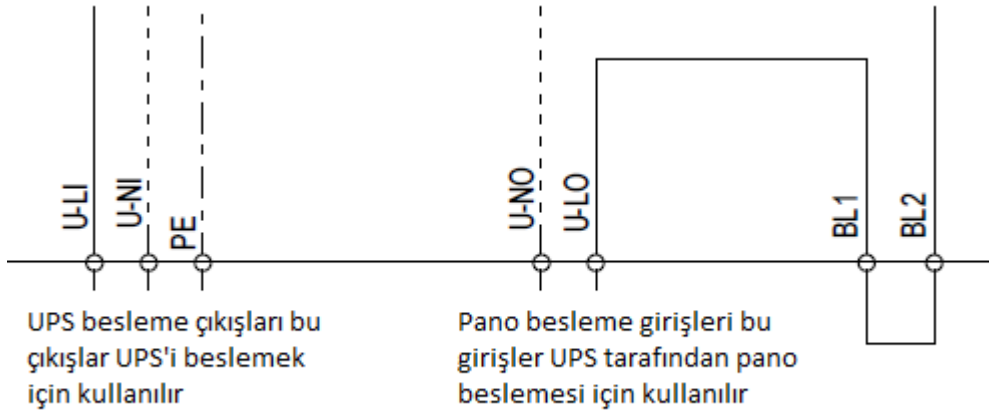 U-LI
U-NI
PE
U-NO
U-LO
BL1
BL2
UPS besleme çıkışları bu
çıkışlar UPS'i beslemek
için kullanılır
Pano besleme girişleri bu
girişler UPS tarafından pano
beslemesi için kullanılır